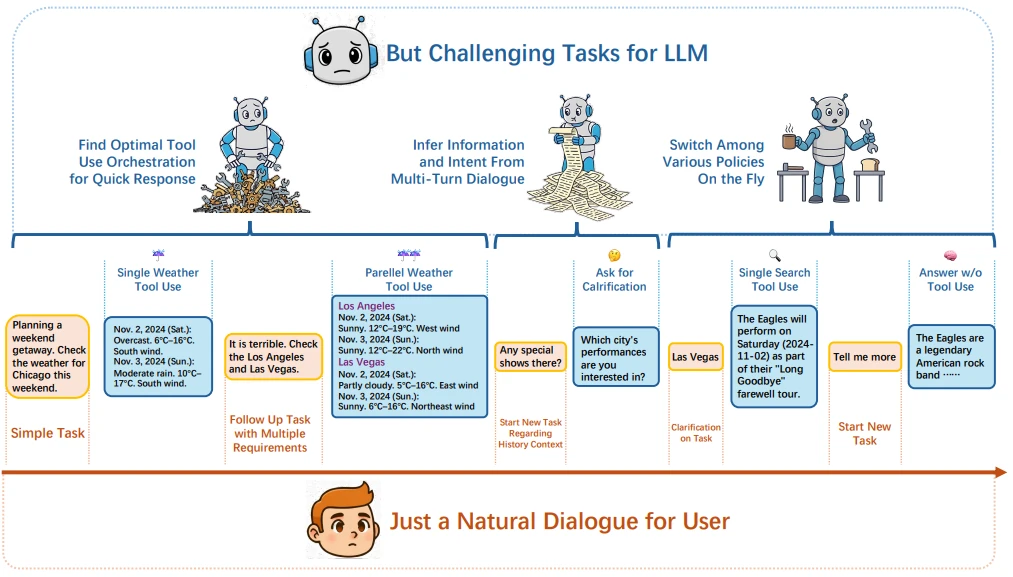 But Challenging Tasks for LLM
Find Optimal Tool
Use Orchestration
for Quick Response
Infer Information
and Intent From
Multi-Turn Dialogue
Switch Among
Various Policies
On the Fly
Single Weather
Tool Use
Parellel Weather
Tool Use
Ask for
Calrification
Single Search
Tool Use
Answer w/o
Tool Use
Planning a
weekend
getaway. Check
the weather for
Chicago this
weekend.
Nov. 2, 2024 (Sat.):
Overcast. 6°C–16°C.
South wind.
Nov. 3, 2024 (Sun.):
Moderate rain. 10°C–
17°C. South wind.
It is terrible. Check
the Los Angeles
and Las Vegas.
Los Angeles
Nov. 2, 2024 (Sat.):
Sunny. 12°C–19°C. West wind
Nov. 3, 2024 (Sun.):
Sunny. 12°C–22°C. North wind
Las Vegas
Nov. 2, 2024 (Sat.):
Partly cloudy. 5°C–16°C. East wind
Nov. 3, 2024 (Sun.):
Sunny. 6°C–16°C. Northeast wind
Any special
shows there?
Which city's
performances
are you
interested in?
Las Vegas
The Eagles will
perform on
Saturday (2024-
11-02) as part
of their "Long
Goodbye"
farewell tour.
Tell me more
The Eagles are
a legendary
American rock
band ······
Simple Task
Follow Up Task
with Multiple
Requirements
Start New Task
Regarding
History Context
Clarification
on Task
Start New
Task
Just a Natural Dialogue for User